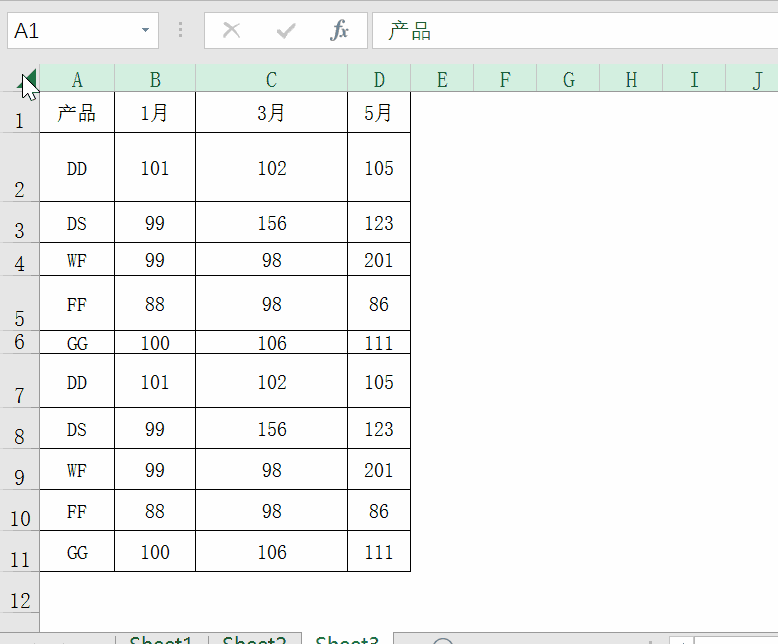 A1 fx 产品
A B C D E F G H I J
1 产品 1月 3月 5月
2 DD 101 102 105
3 DS 99 156 123
4 WF 99 98 201
5 FF 88 98 86
6 GG 100 106 111
7 DD 101 102 105
8 DS 99 156 123
9 WF 99 98 201
10 FF 88 98 86
11 GG 100 106 111
12
Sheet1 Sheet2 Sheet3